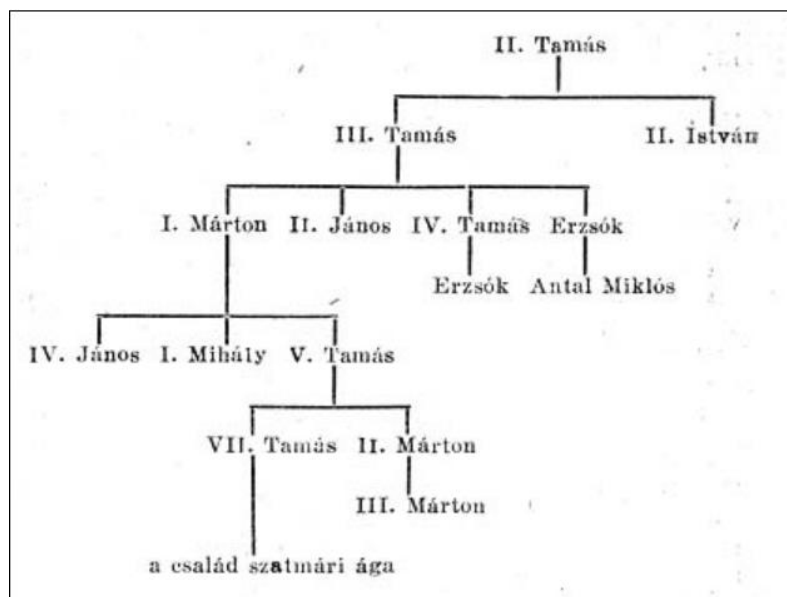 II. Tamás
III. Tamás II. István
I. Márton II. János IV. Tamás Erzsók
Erzsók Antal Miklós
IV. János I. Mihály V. Tamás
VII. Tamás II. Márton
III. Márton
a család szatmári ága